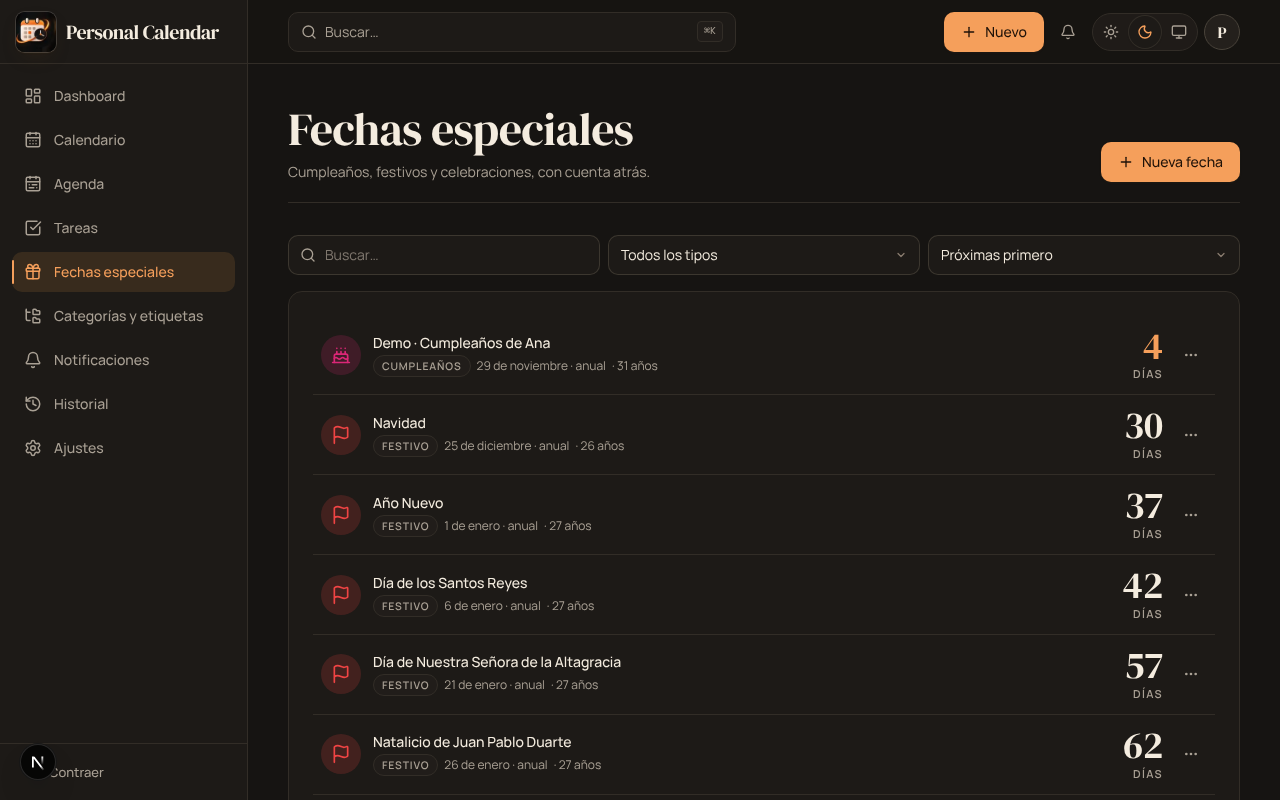 Personal Calendar
Buscar...
⌘K
+ Nuevo
P
Dashboard
Calendario
Agenda
Tareas
Fechas especiales
Categorías y etiquetas
Notificaciones
Historial
Ajustes
N
Contraer
Fechas especiales
Cumpleaños, festivos y celebraciones, con cuenta atrás.
+ Nueva fecha
Buscar...
Todos los tipos
Próximas primero
Demo · Cumpleaños de Ana
CUMPLEAÑOS 29 de noviembre · anual · 31 años
4
DÍAS
Navidad
FESTIVO 25 de diciembre · anual · 26 años
30
DÍAS
Año Nuevo
FESTIVO 1 de enero · anual · 27 años
37
DÍAS
Día de los Santos Reyes
FESTIVO 6 de enero · anual · 27 años
42
DÍAS
Día de Nuestra Señora de la Altagracia
FESTIVO 21 de enero · anual · 27 años
57
DÍAS
Natalicio de Juan Pablo Duarte
FESTIVO 26 de enero · anual · 27 años
62
DÍAS